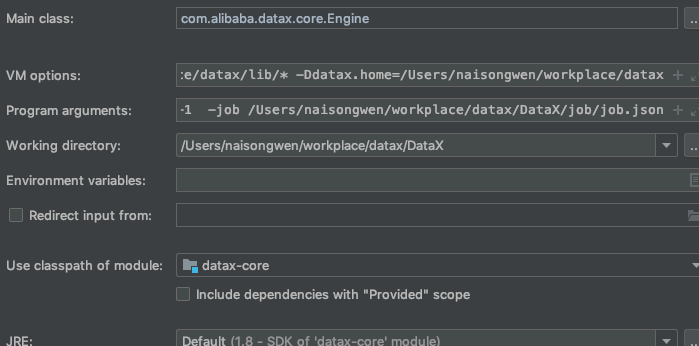 Main class: com.alibaba.datax.core.Engine ..
VM options: :e/datax/lib/* -Ddatax.home=/Users/naisongwen/workplace/datax
Program arguments: -1 -job /Users/naisongwen/workplace/datax/DataX/job/job.json
Working directory: /Users/naisongwen/workplace/datax/DataX ..
Environment variables:
Redirect input from:
Use classpath of module: datax-core
Include dependencies with "Provided" scope
JRE: Default (1.8 - SDK of 'datax-core' module)